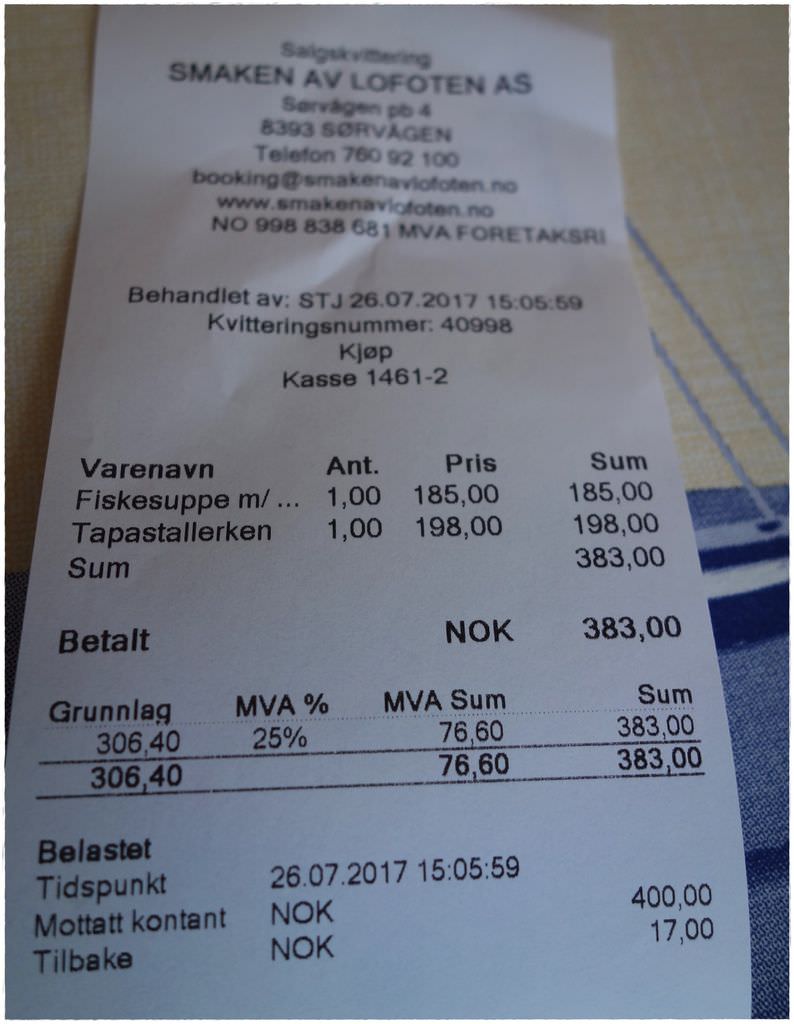 Salgskvittering
SMAKEN AV LOFOTEN AS
Sørvågen pb 4
8393 SØRVÅGEN
Telefon 760 92 100
booking@smakenavlofoten.no
www.smakenavlofoten.no
NO 998 838 681 MVA FORETAKSRI
Behandlet av: STJ 26.07.2017 15:05:59
Kvitteringsnummer: 40998
Kjøp
Kasse 1461-2
Varenavn Ant. Pris Sum
Fiskesuppe m/ ... 1,00 185,00 185,00
Tapastallerken 1,00 198,00 198,00
Sum 383,00
Betalt NOK 383,00
Grunnlag MVA % MVA Sum Sum
306,40 25% 76,60 383,00
306,40 76,60 383,00
Belastet
Tidspunkt 26.07.2017 15:05:59
Mottatt kontant NOK 400,00
Tilbake NOK 17,00